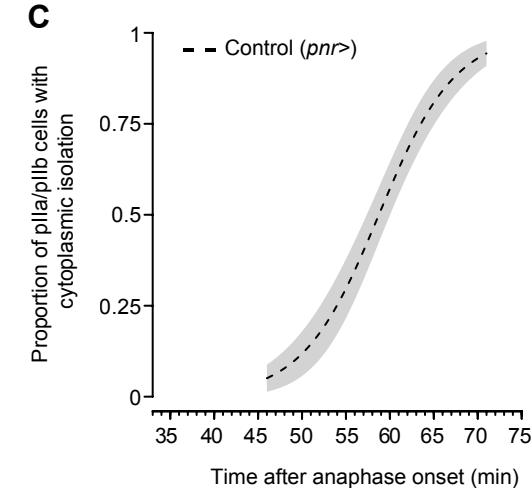 C
Control (pnr>)
Proportion of pIIa/pIIb cells with
cytoplasmic isolation
1
0.75
0.5
0.25
0
35 40 45 50 55 60 65 70 75
Time after anaphase onset (min)